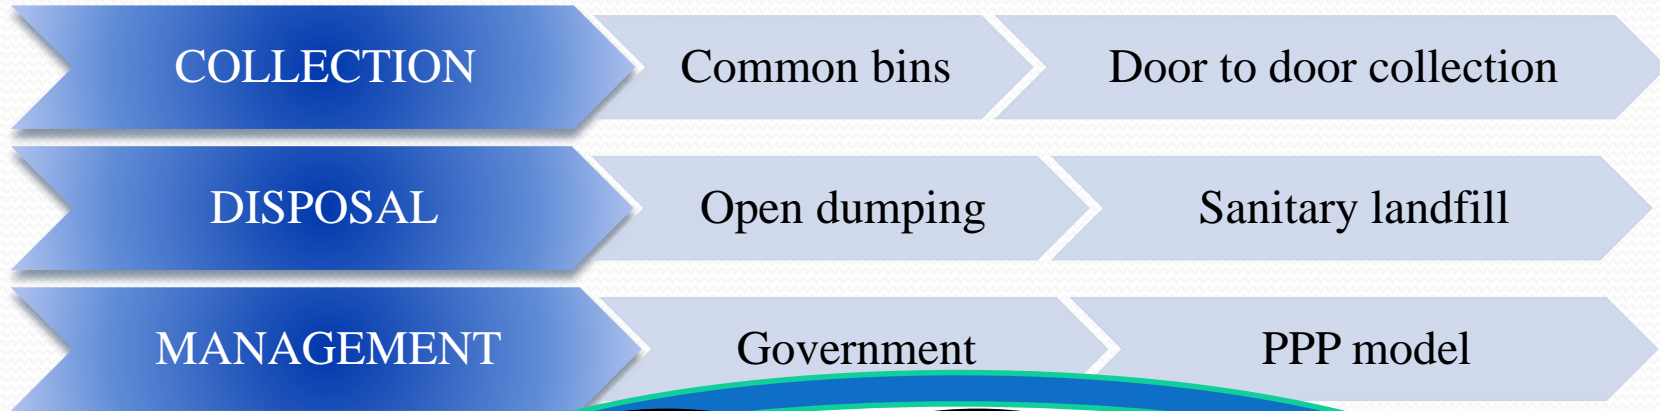 COLLECTION Common bins Door to door collection
DISPOSAL Open dumping Sanitary landfill
MANAGEMENT Government PPP model